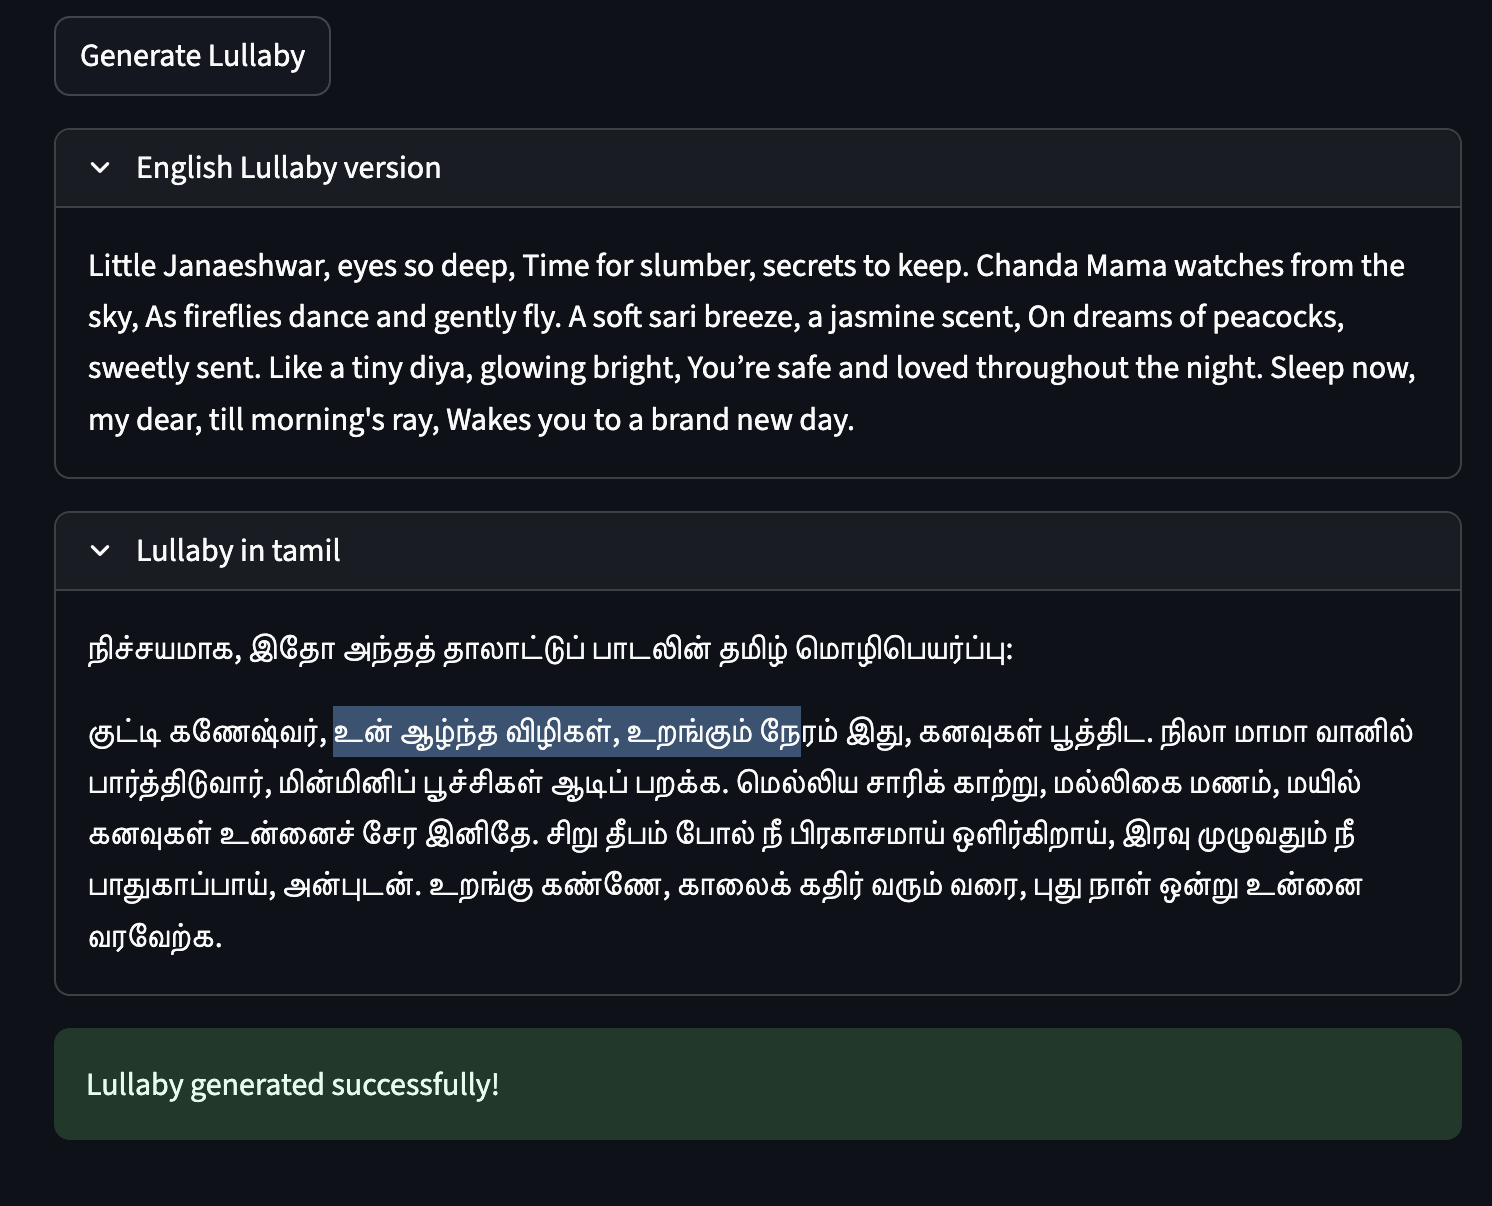 Generate Lullaby
English Lullaby version
Little Janaeshwar, eyes so deep, Time for slumber, secrets to keep. Chanda Mama watches from the
sky, As fireflies dance and gently fly. A soft sari breeze, a jasmine scent, On dreams of peacocks,
sweetly sent. Like a tiny diya, glowing bright, You’re safe and loved throughout the night. Sleep now,
my dear, till morning's ray, Wakes you to a brand new day.
Lullaby in tamil
நிச்சயமாக, இதோ அந்தத் தாலாட்டுப் பாடலின் தமிழ் மொழிபெயர்ப்பு:
குட்டி கணேஷ்வர், உன் ஆழ்ந்த விழிகள், உறங்கும் நேரம் இது, கனவுகள் பூத்திட. நிலா மாமா வானில்
பார்த்திடுவார், மின்மினிப் பூச்சிகள் ஆடிப் பறக்க. மெல்லிய சாரிக் காற்று, மல்லிகை மணம், மயில்
கனவுகள் உன்னைச் சேர இனிதே. சிறு தீபம் போல் நீ பிரகாசமாய் ஒளிர்கிறாய், இரவு முழுவதும் நீ
பாதுகாப்பாய், அன்புடன். உறங்கு கண்ணே, காலைக் கதிர் வரும் வரை, புது நாள் ஒன்று உன்னை
வரவேற்க.
Lullaby generated successfully!